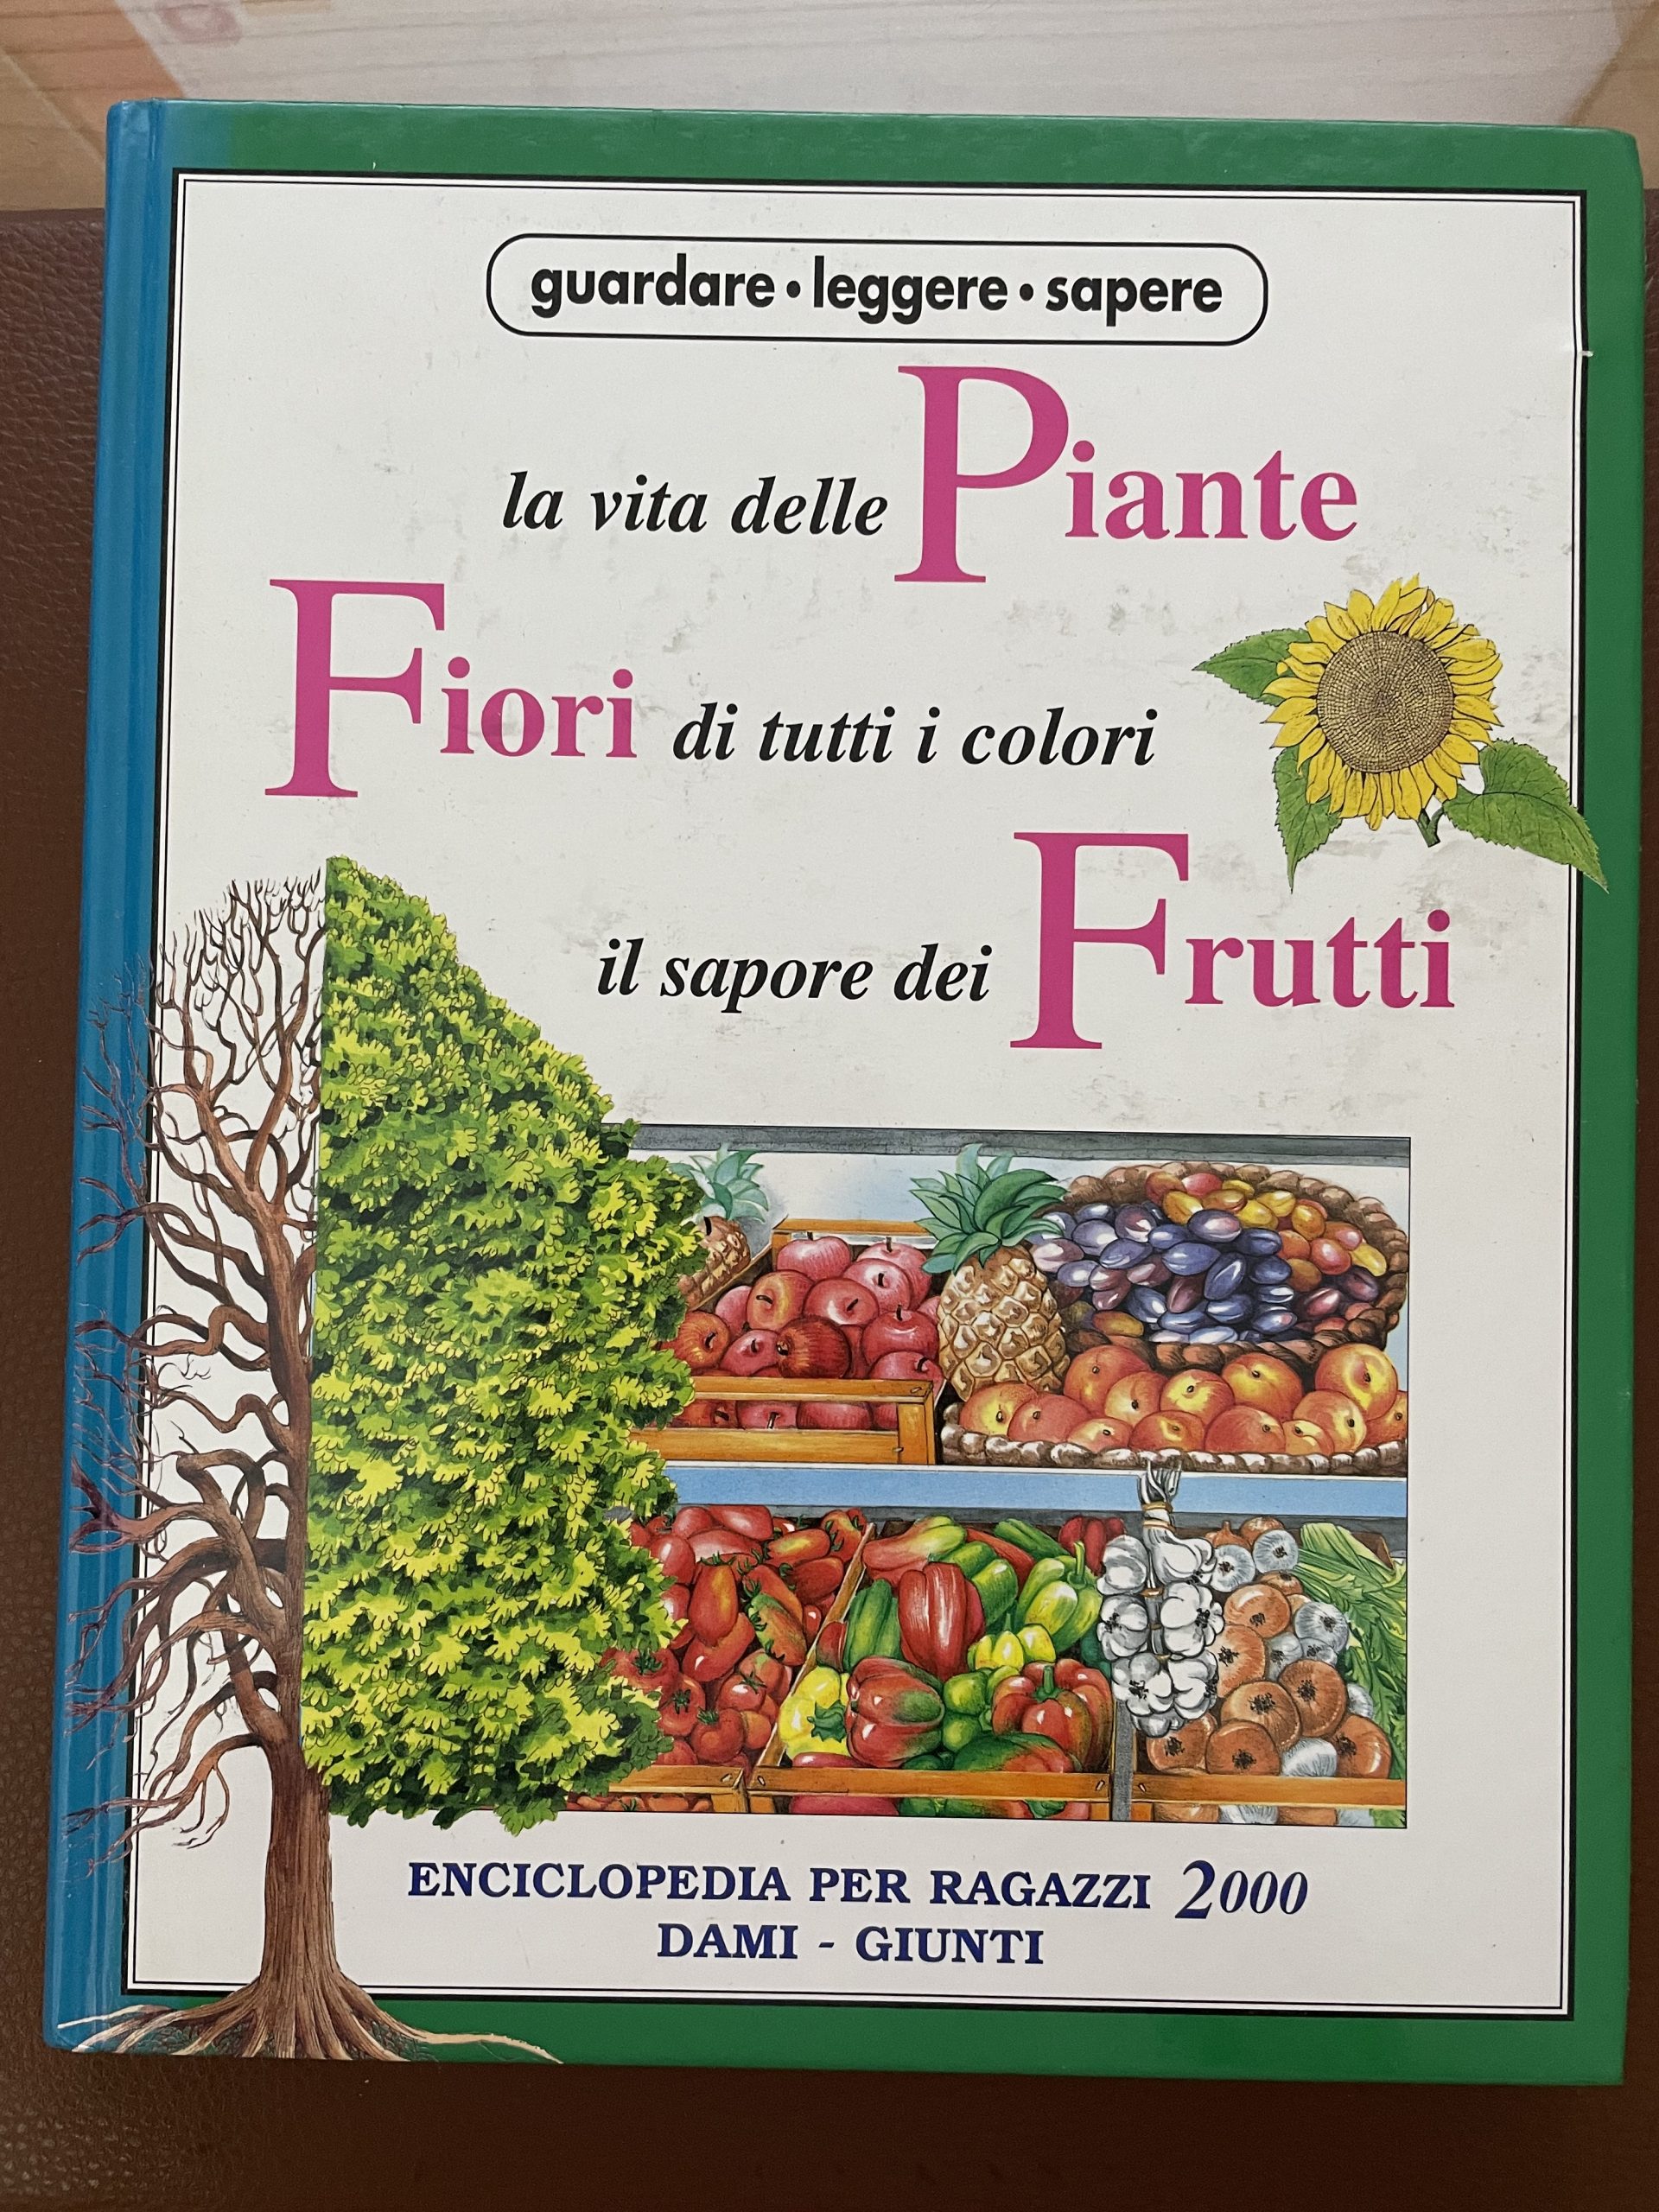 guardare • leggere • sapere
la vita delle Piante
Fiori di tutti i colori
il sapore dei Frutti
ENCICLOPEDIA PER RAGAZZI 2000
DAMI - GIUNTI